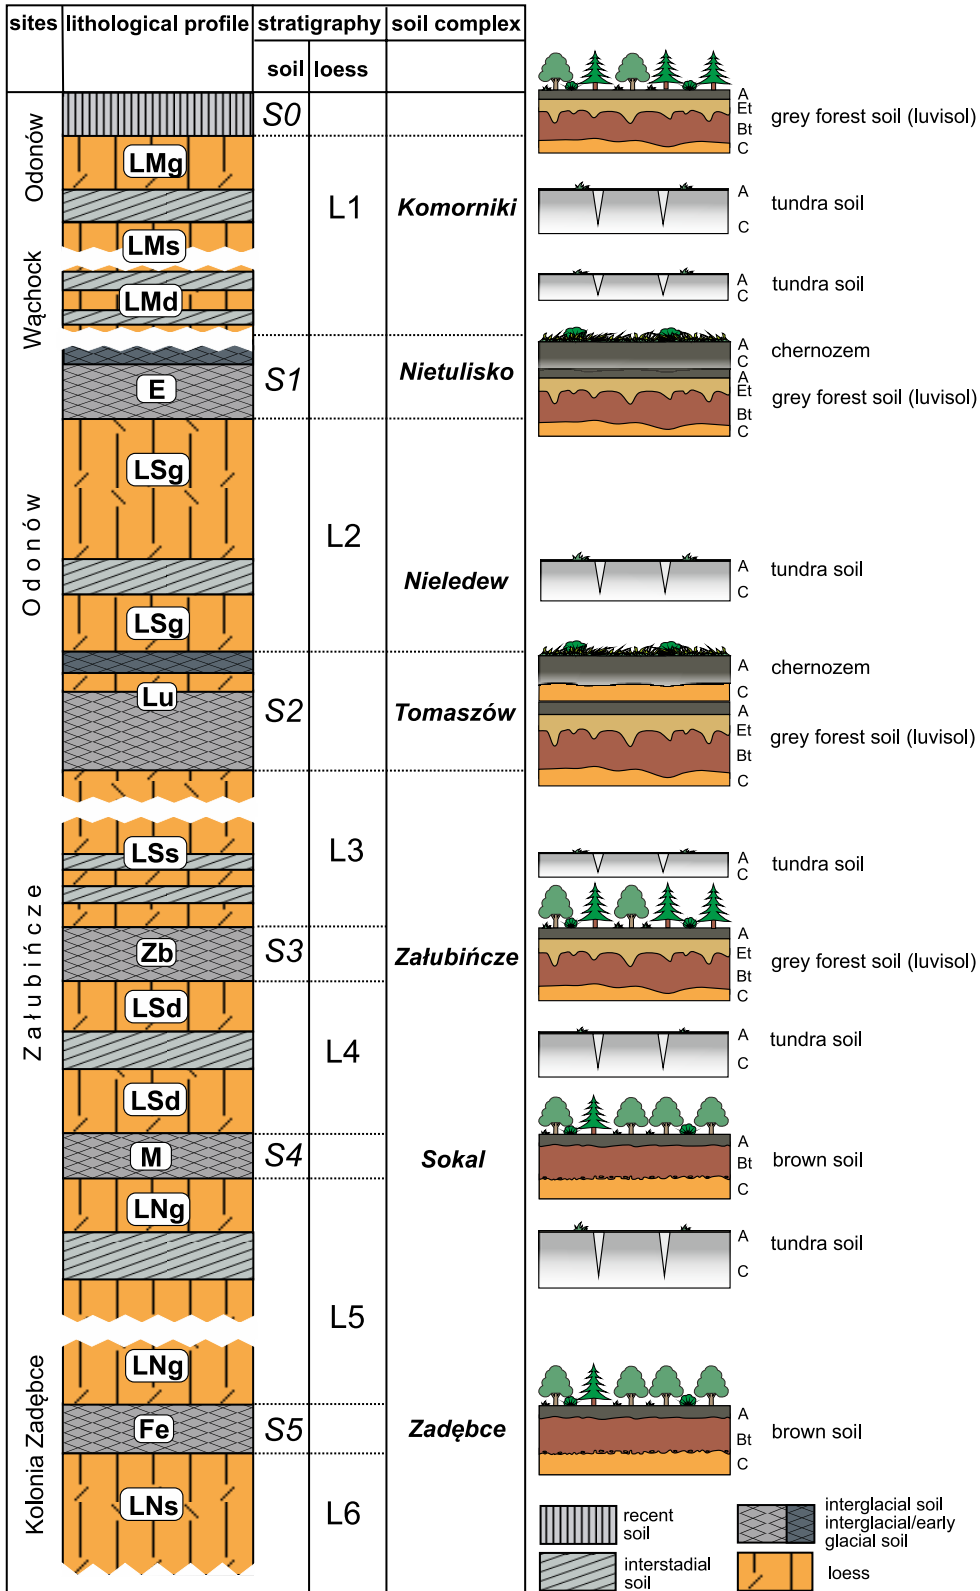 sites lithological profile stratigraphy soil complex
soil loess
Odonów
Wąchock
Odonów
Załubińcze
Kolonia Zadębce
LMg
LMs
LMd
E
LSg
LSg
Lu
LSs
Zb
LSd
LSd
M
LNg
LNg
Fe
LNs
S0
S1
S2
S3
S4
S5
L1
L2
L3
L4
L5
L6
Komorniki
Nietulisko
Nieledew
Tomaszów
Załubińcze
Sokal
Zadębce
A
Et
Bt
C
grey forest soil (luvisol)
A
C
tundra soil
A
C
tundra soil
A
C
chernozem
A
Et
Bt
C
grey forest soil (luvisol)
A
C
tundra soil
A
C
chernozem
A
Et
Bt
C
grey forest soil (luvisol)
A
C
tundra soil
A
Et
Bt
C
grey forest soil (luvisol)
A
C
tundra soil
A
Bt
C
brown soil
A
C
tundra soil
A
Bt
C
brown soil
recent
soil
interglacial soil
interglacial/early
glacial soil
interstadial
soil
loess